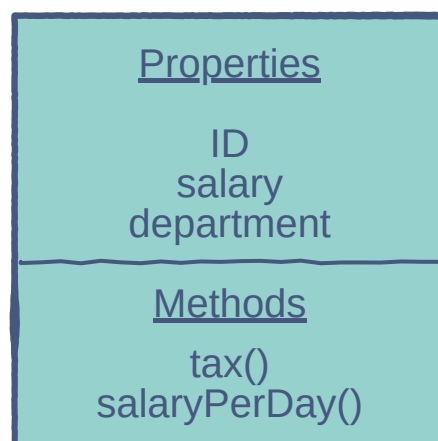 Properties
ID
salary
department
Methods
tax()
salaryPerDay()